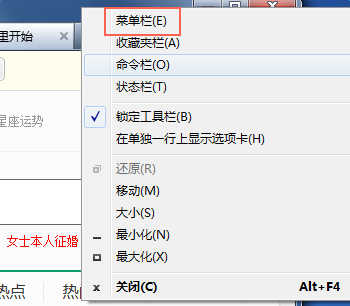 菜单栏(E)
里开始
收藏夹栏(A)
命令栏(O)
状态栏(T)
星座运势
锁定工具栏(B)
在单独一行上显示选项卡(H)
还原(R)
移动(M)
大小(S)
女士本人征婚
最小化(N)
最大化(X)
热点 热
关闭(C) Alt+F4